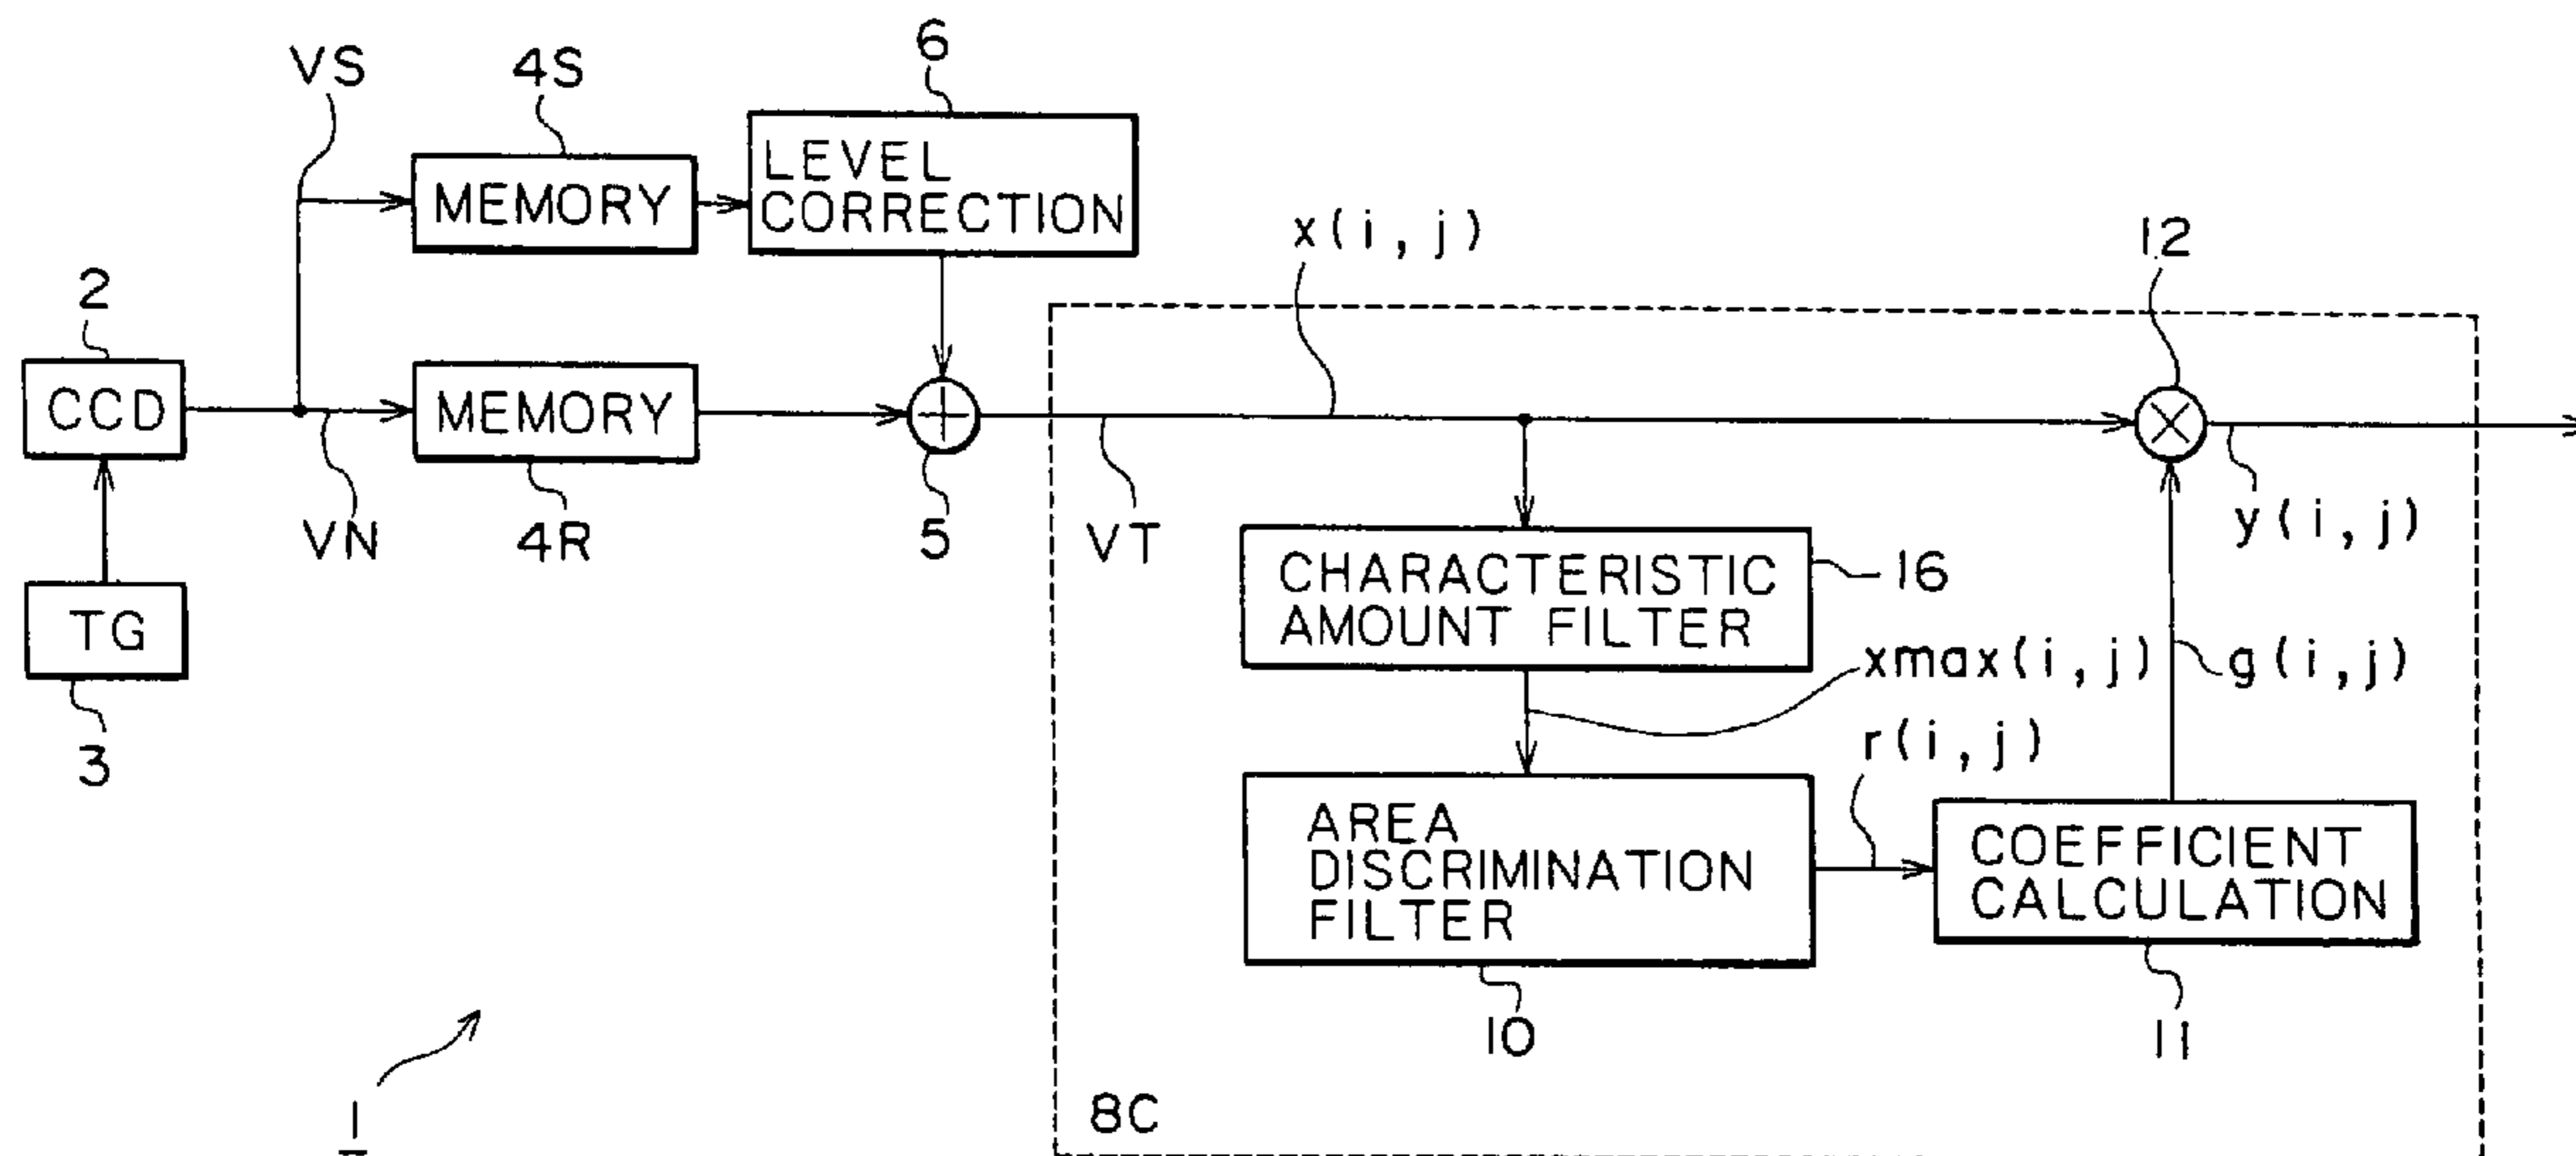 VS
4S
6
MEMORY
LEVEL
CORRECTION
x(i,j)
12
2
CCD
MEMORY
VN
4R
5
VT
y(i,j)
TG
3
CHARACTERISTIC
AMOUNT FILTER
16
xmax(i,j)
g(i,j)
r(i,j)
AREA
DISCRIMINATION
FILTER
COEFFICIENT
CALCULATION
10
11
8C
1